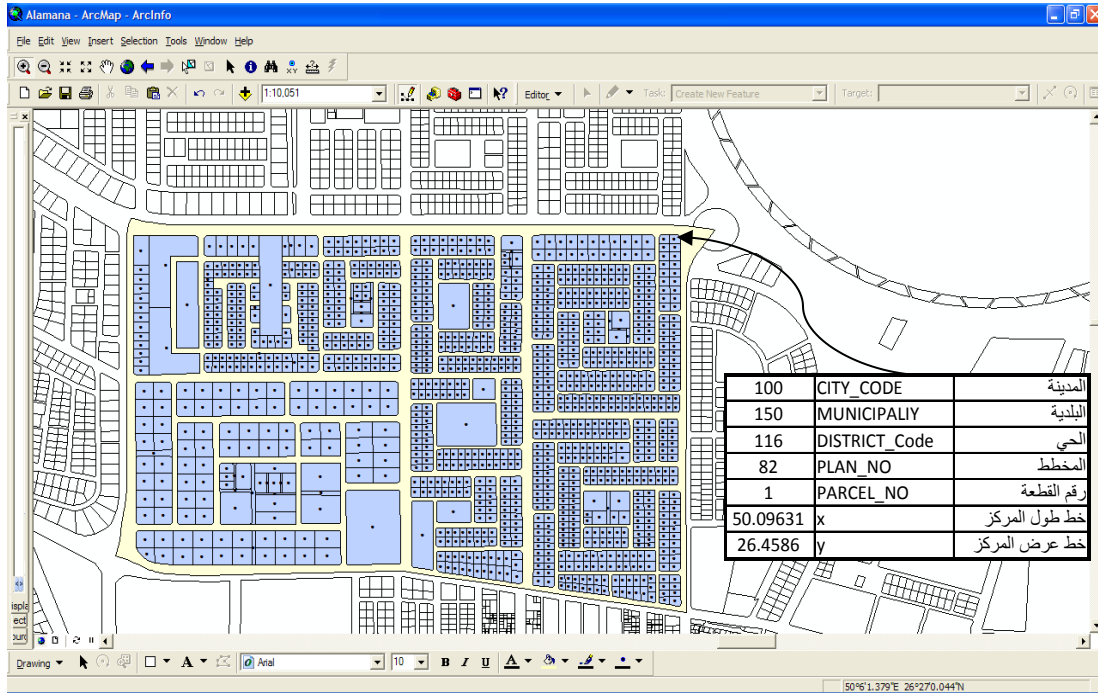 Alamana - ArcMap - ArcInfo
File Edit View Insert Selection Tools Window Help
1:10,051 Editor Task: Create New Feature Target:
100 CITY_CODE المدينة
150 MUNICIPALIY البلدية
116 DISTRICT_Code الحي
82 PLAN_NO المخطط
1 PARCEL_NO رقم القطعة
50.09631 x خط طول المركز
26.4586 y خط عرض المركز
Drawing A Arial 10 B I U A
50°6'1.379"E 26°27'0.044"N